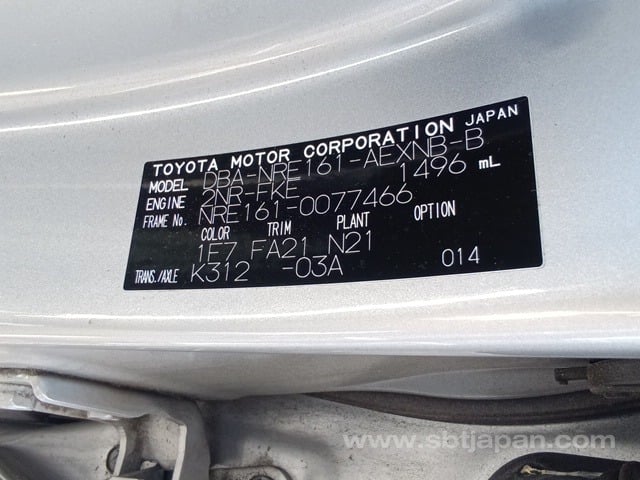 TOYOTA MOTOR CORPORATION JAPAN
MODEL DBA-NRE161-AEXNB-B
ENGINE 2NR-FKE 1496 mL
FRAME No. NRE161-0077466
COLOR TRIM PLANT OPTION
1E7 FA21 N21
TRANS./AXLE K312 -03A 014
www.sbtjapan.com